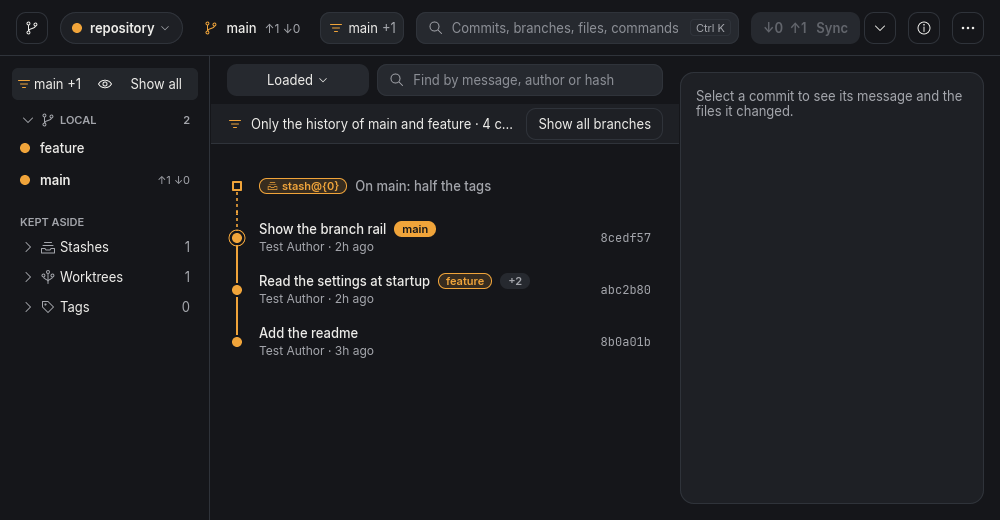 repository
main ↑1 ↓0
main +1
Commits, branches, files, commands Ctrl K
↓0 ↑1 Sync
main +1 Show all
LOCAL 2
feature
main ↑1 ↓0
KEPT ASIDE
Stashes 1
Worktrees 1
Tags 0
Loaded
Find by message, author or hash
Only the history of main and feature · 4 c...
Show all branches
stash@{0} On main: half the tags
Show the branch rail main
Test Author · 2h ago
8cedf57
Read the settings at startup feature +2
Test Author · 2h ago
abc2b80
Add the readme
Test Author · 3h ago
8b0a01b
Select a commit to see its message and the
files it changed.